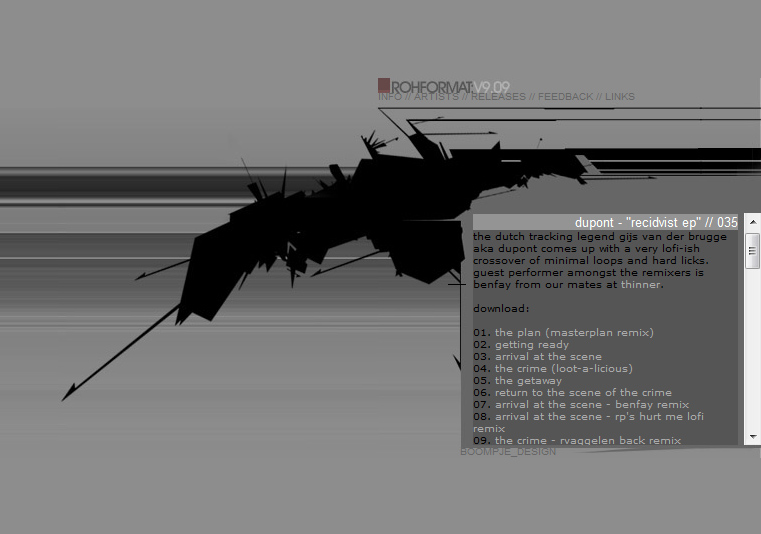 ROHFORMAT:V9.09
INFO // ARTISTS // RELEASES // FEEDBACK // LINKS
dupont - "recidvist ep" // 035
the dutch tracking legend gijs van der brugge
aka dupont comes up with a very lofi-ish
crossover of minimal loops and hard licks.
guest performer amongst the remixers is
benfay from our mates at thinner.
download:
01. the plan (masterplan remix)
02. getting ready
03. arrival at the scene
04. the crime (loot-a-licious)
05. the getaway
06. return to the scene of the crime
07. arrival at the scene - benfay remix
08. arrival at the scene - rp's hurt me lofi
remix
09. the crime - rvaggelen back remix
BOOMPJE_DESIGN